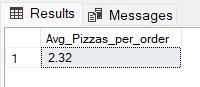 Results Messages
Avg_Pizzas_per_order
1 2.32